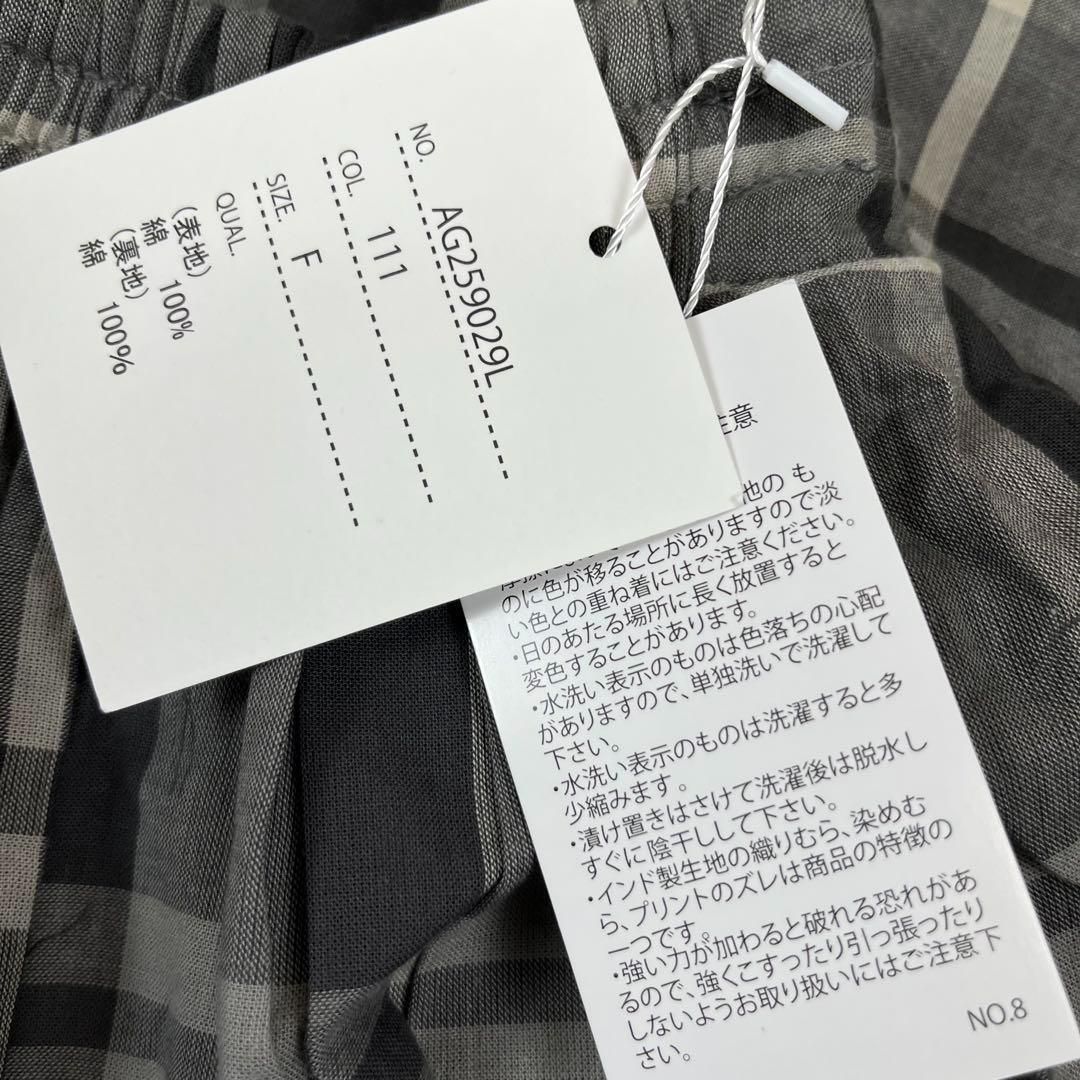 NO. AG259029L
COL. 111
SIZE. F
QUAL.
(表地)
綿 100%
(裏地)
綿 100%
注意
他のも
のに色が移ることがありますので淡
い色との重ね着にはご注意ください。
・日のあたる場所に長く放置すると
変色することがあります。
・水洗い表示のものは色落ちの心配
がありますので、単独洗いで洗濯して
下さい。
・水洗い表示のものは洗濯すると多
少縮みます。
・漬け置きはさけて洗濯後は脱水し
すぐに陰干しして下さい。
・インド製生地の織りむら、染めむ
ら、プリントのズレは商品の特徴の
一つです。
・強い力が加わると破れる恐れがあ
るので、強くこすったり引っ張ったり
しないようお取り扱いにはご注意下
さい。
NO.8